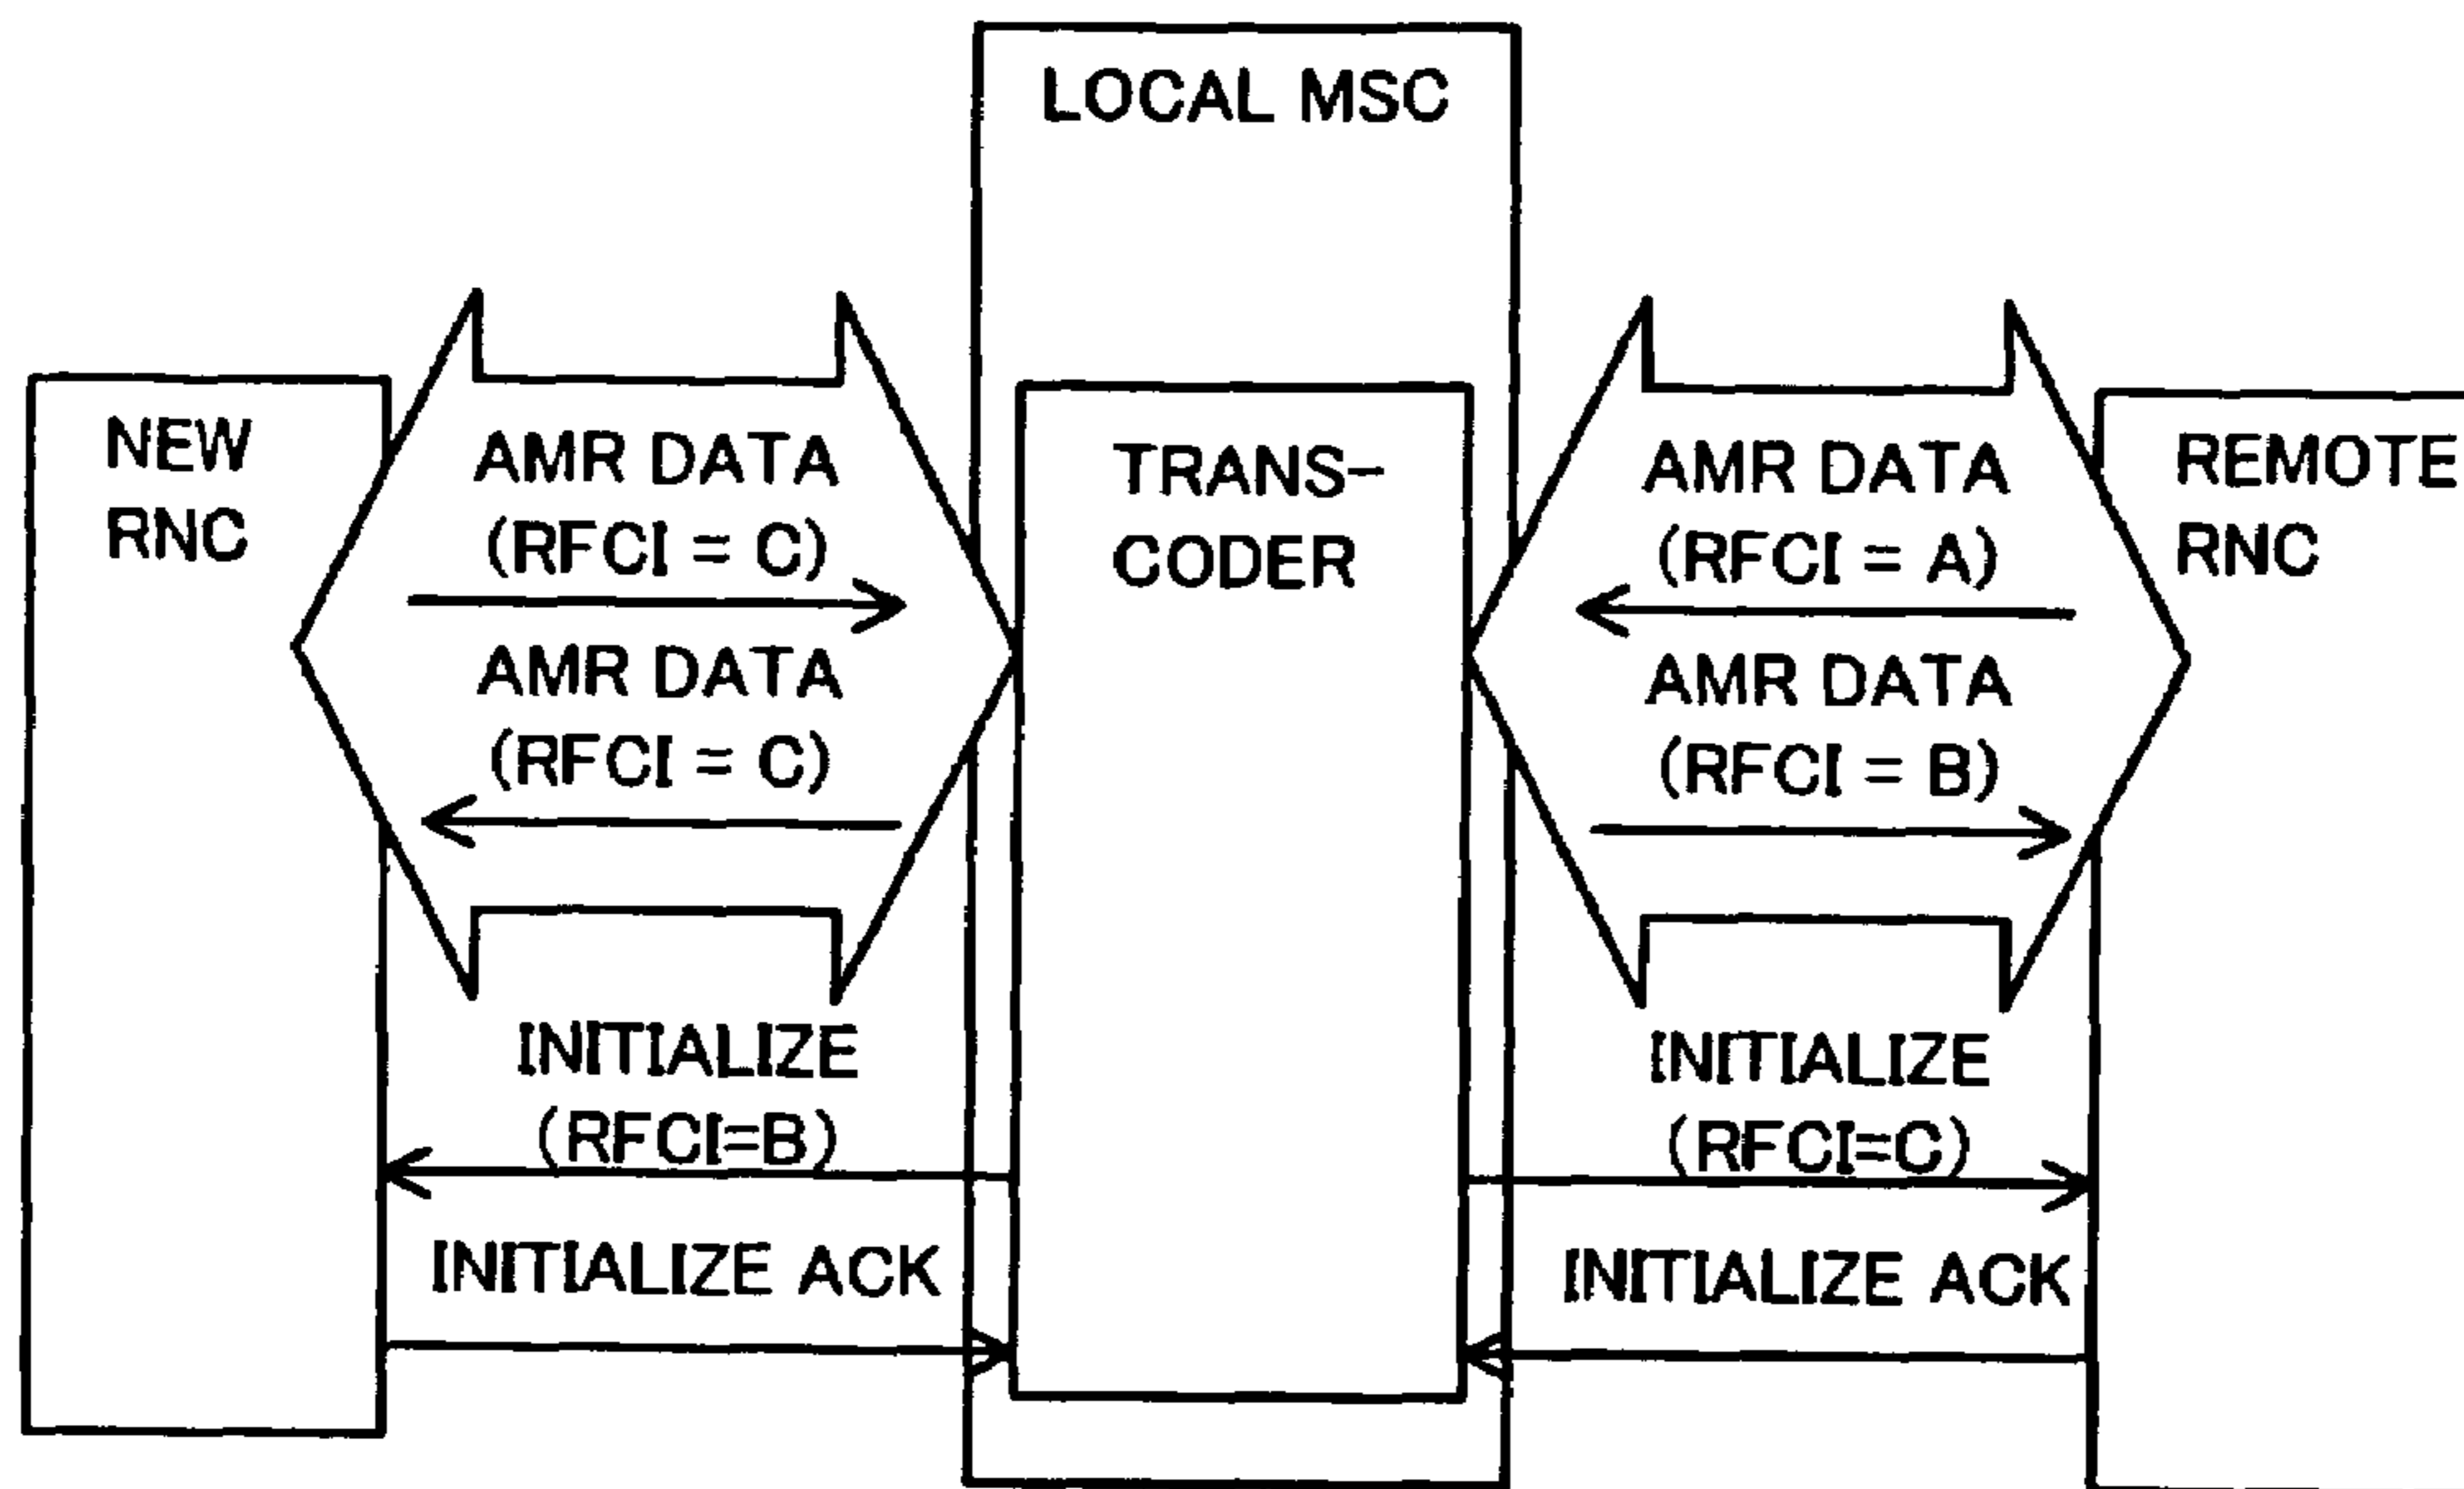 LOCAL MSC
NEW
RNC
AMR DATA
(RFCI = C)
AMR DATA
(RFCI = C)
INITIALIZE
(RFCI=B)
INITIALIZE ACK
TRANS-
CODER
AMR DATA
(RFCI = A)
AMR DATA
(RFCI = B)
INITIALIZE
(RFCI=C)
INITIALIZE ACK
REMOTE
RNC